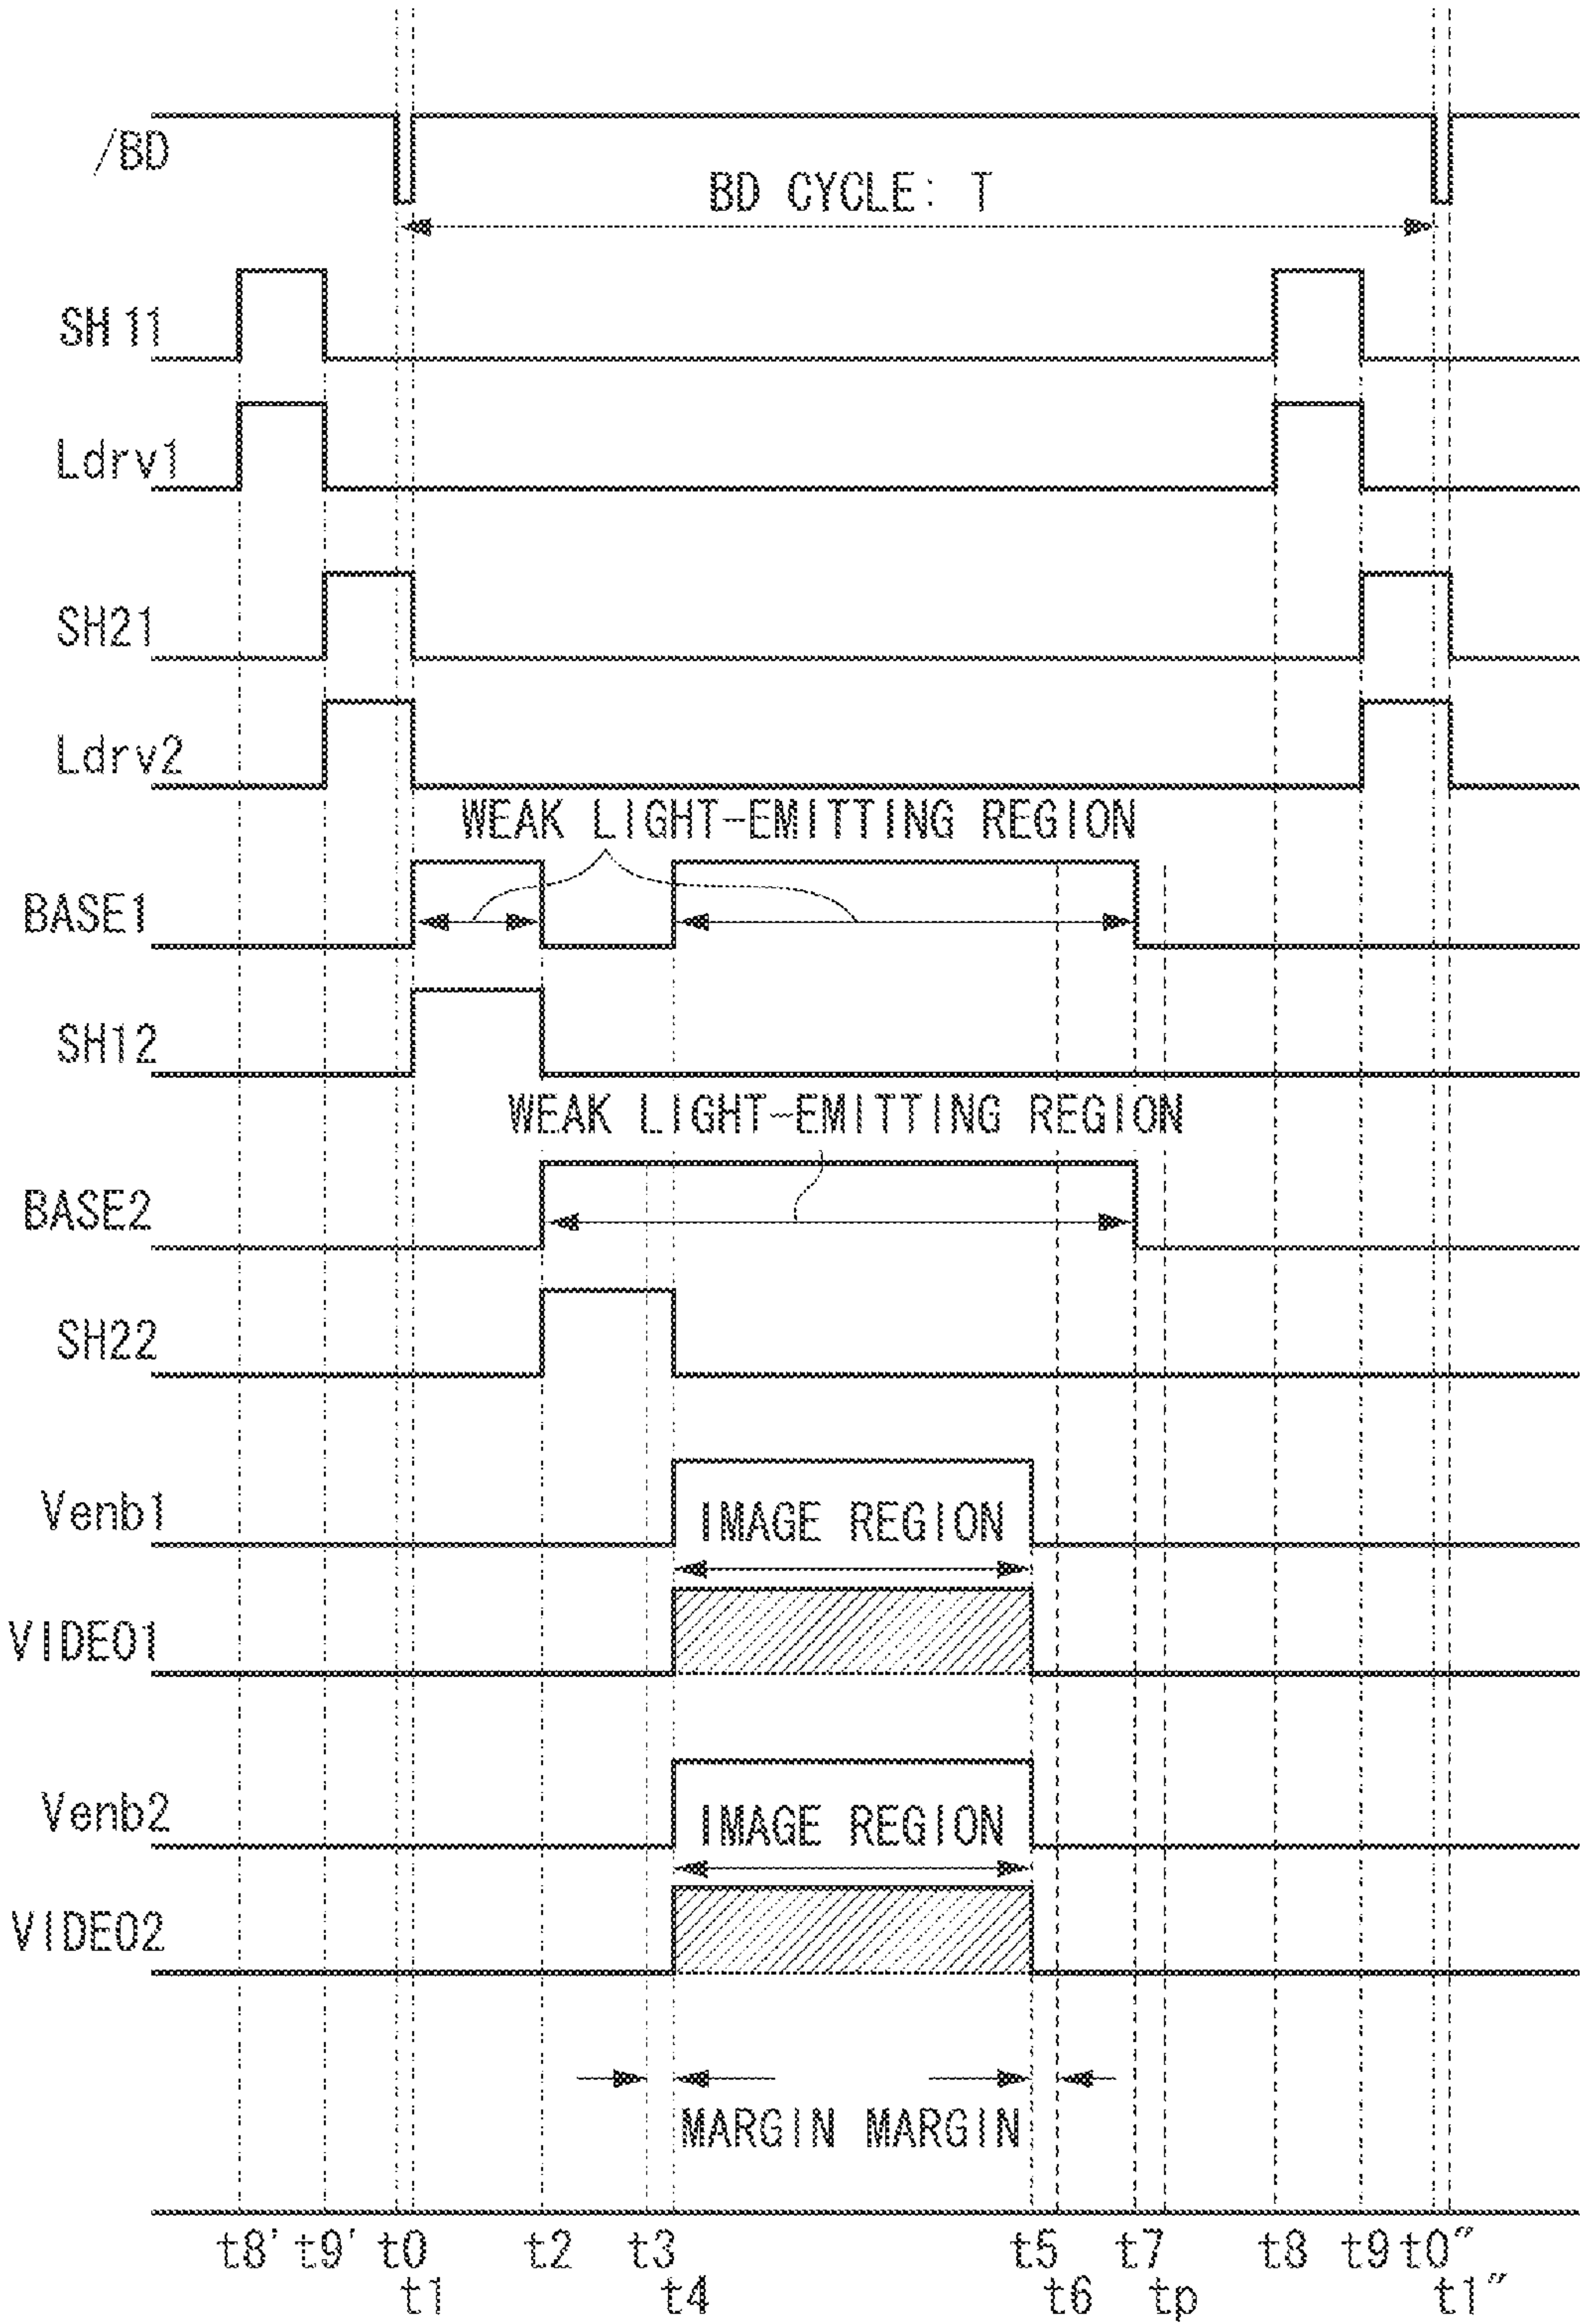 /BD
BD CYCLE: T
SH11
Ldrv1
SH21
Ldrv2
WEAK LIGHT-EMITTING REGION
BASE1
SH12
WEAK LIGHT-EMITTING REGION
BASE2
SH22
Venb1
IMAGE REGION
VIDEO1
Venb2
IMAGE REGION
VIDEO2
MARGIN MARGIN
t8' t9' t0 t2 t3 t5 t7 t8 t9 t0"
t1 t4 t6 tp t1"